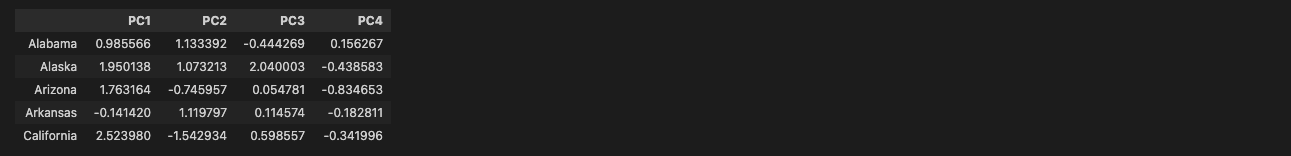 PC1 PC2 PC3 PC4
Alabama 0.985566 1.133392 -0.444269 0.156267
Alaska 1.950138 1.073213 2.040003 -0.438583
Arizona 1.763164 -0.745957 0.054781 -0.834653
Arkansas -0.141420 1.119797 0.114574 -0.182811
California 2.523980 -1.542934 0.598557 -0.341996